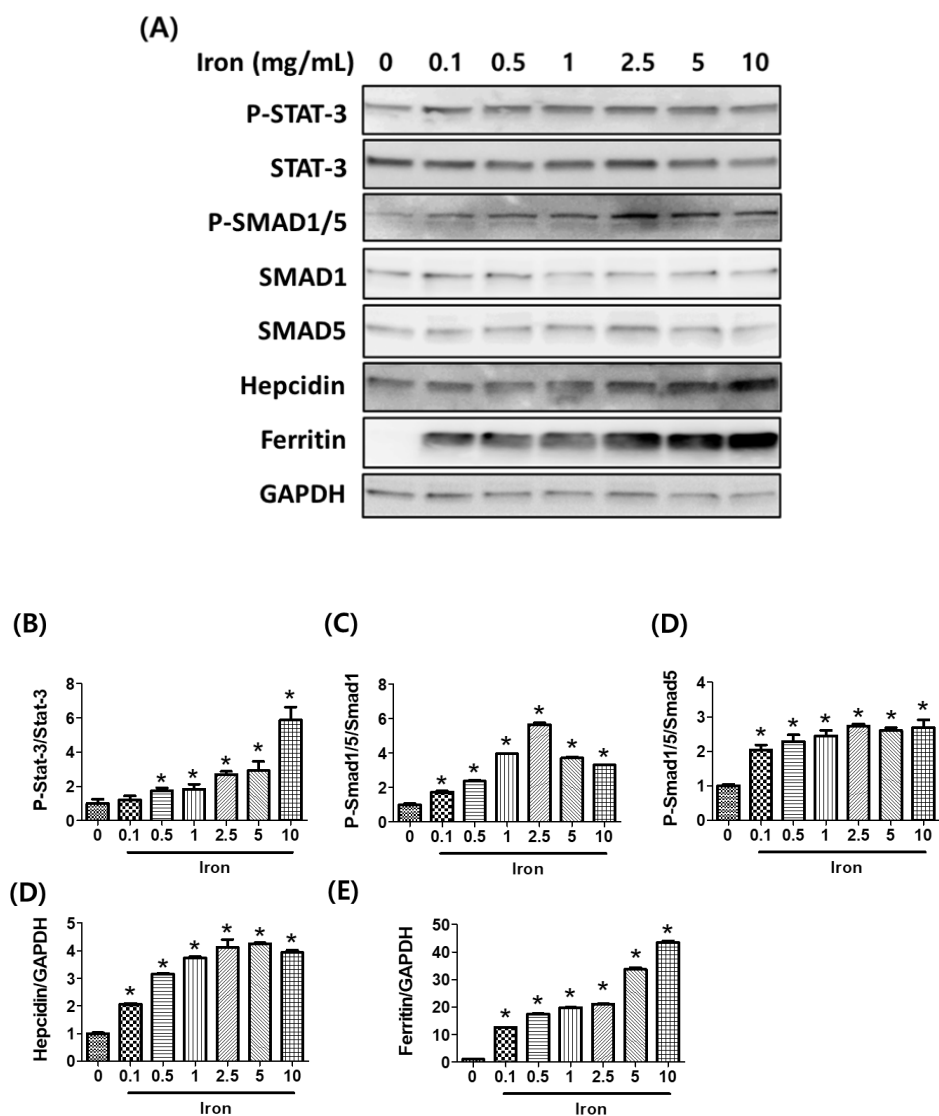 (A)
Iron (mg/mL) 0 0.1 0.5 1 2.5 5 10
P-STAT-3
STAT-3
P-SMAD1/5
SMAD1
SMAD5
Hepcidin
Ferritin
GAPDH
(B)
P-Stat-3/Stat-3
8
6
4
2
0
* * * * *
0 0.1 0.5 1 2.5 5 10
Iron
(C)
P-Smad1/5/Smad1
8
6
4
2
0
* * * * * *
0 0.1 0.5 1 2.5 5 10
Iron
(D)
P-Smad1/5/Smad5
4
3
2
1
0
* * * * * *
0 0.1 0.5 1 2.5 5 10
Iron
(D)
Hepcidin/GAPDH
5
4
3
2
1
0
* * * * * *
0 0.1 0.5 1 2.5 5 10
Iron
(E)
Ferritin/GAPDH
50
40
30
20
10
0
* * * * * *
0 0.1 0.5 1 2.5 5 10
Iron